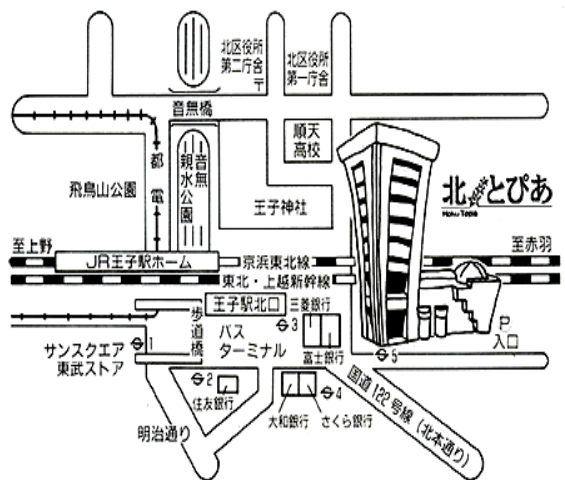 北区役所
第二庁舎
〒
北区役所
第一庁舎
音無橋
順天
高校
都電
音無
親水公園
飛鳥山公園
王子神社
北とぴあ
Hoku Topia
至上野
至赤羽
JR王子駅ホーム
京浜東北線
東北・上越新幹線
王子駅北口
三菱銀行
3
歩道橋
バス
ターミナル
富士銀行
P
入口
1
サンスクエア
東武ストア
5
2
住友銀行
4
大和銀行
さくら銀行
国道122号線(北本通り)
明治通り